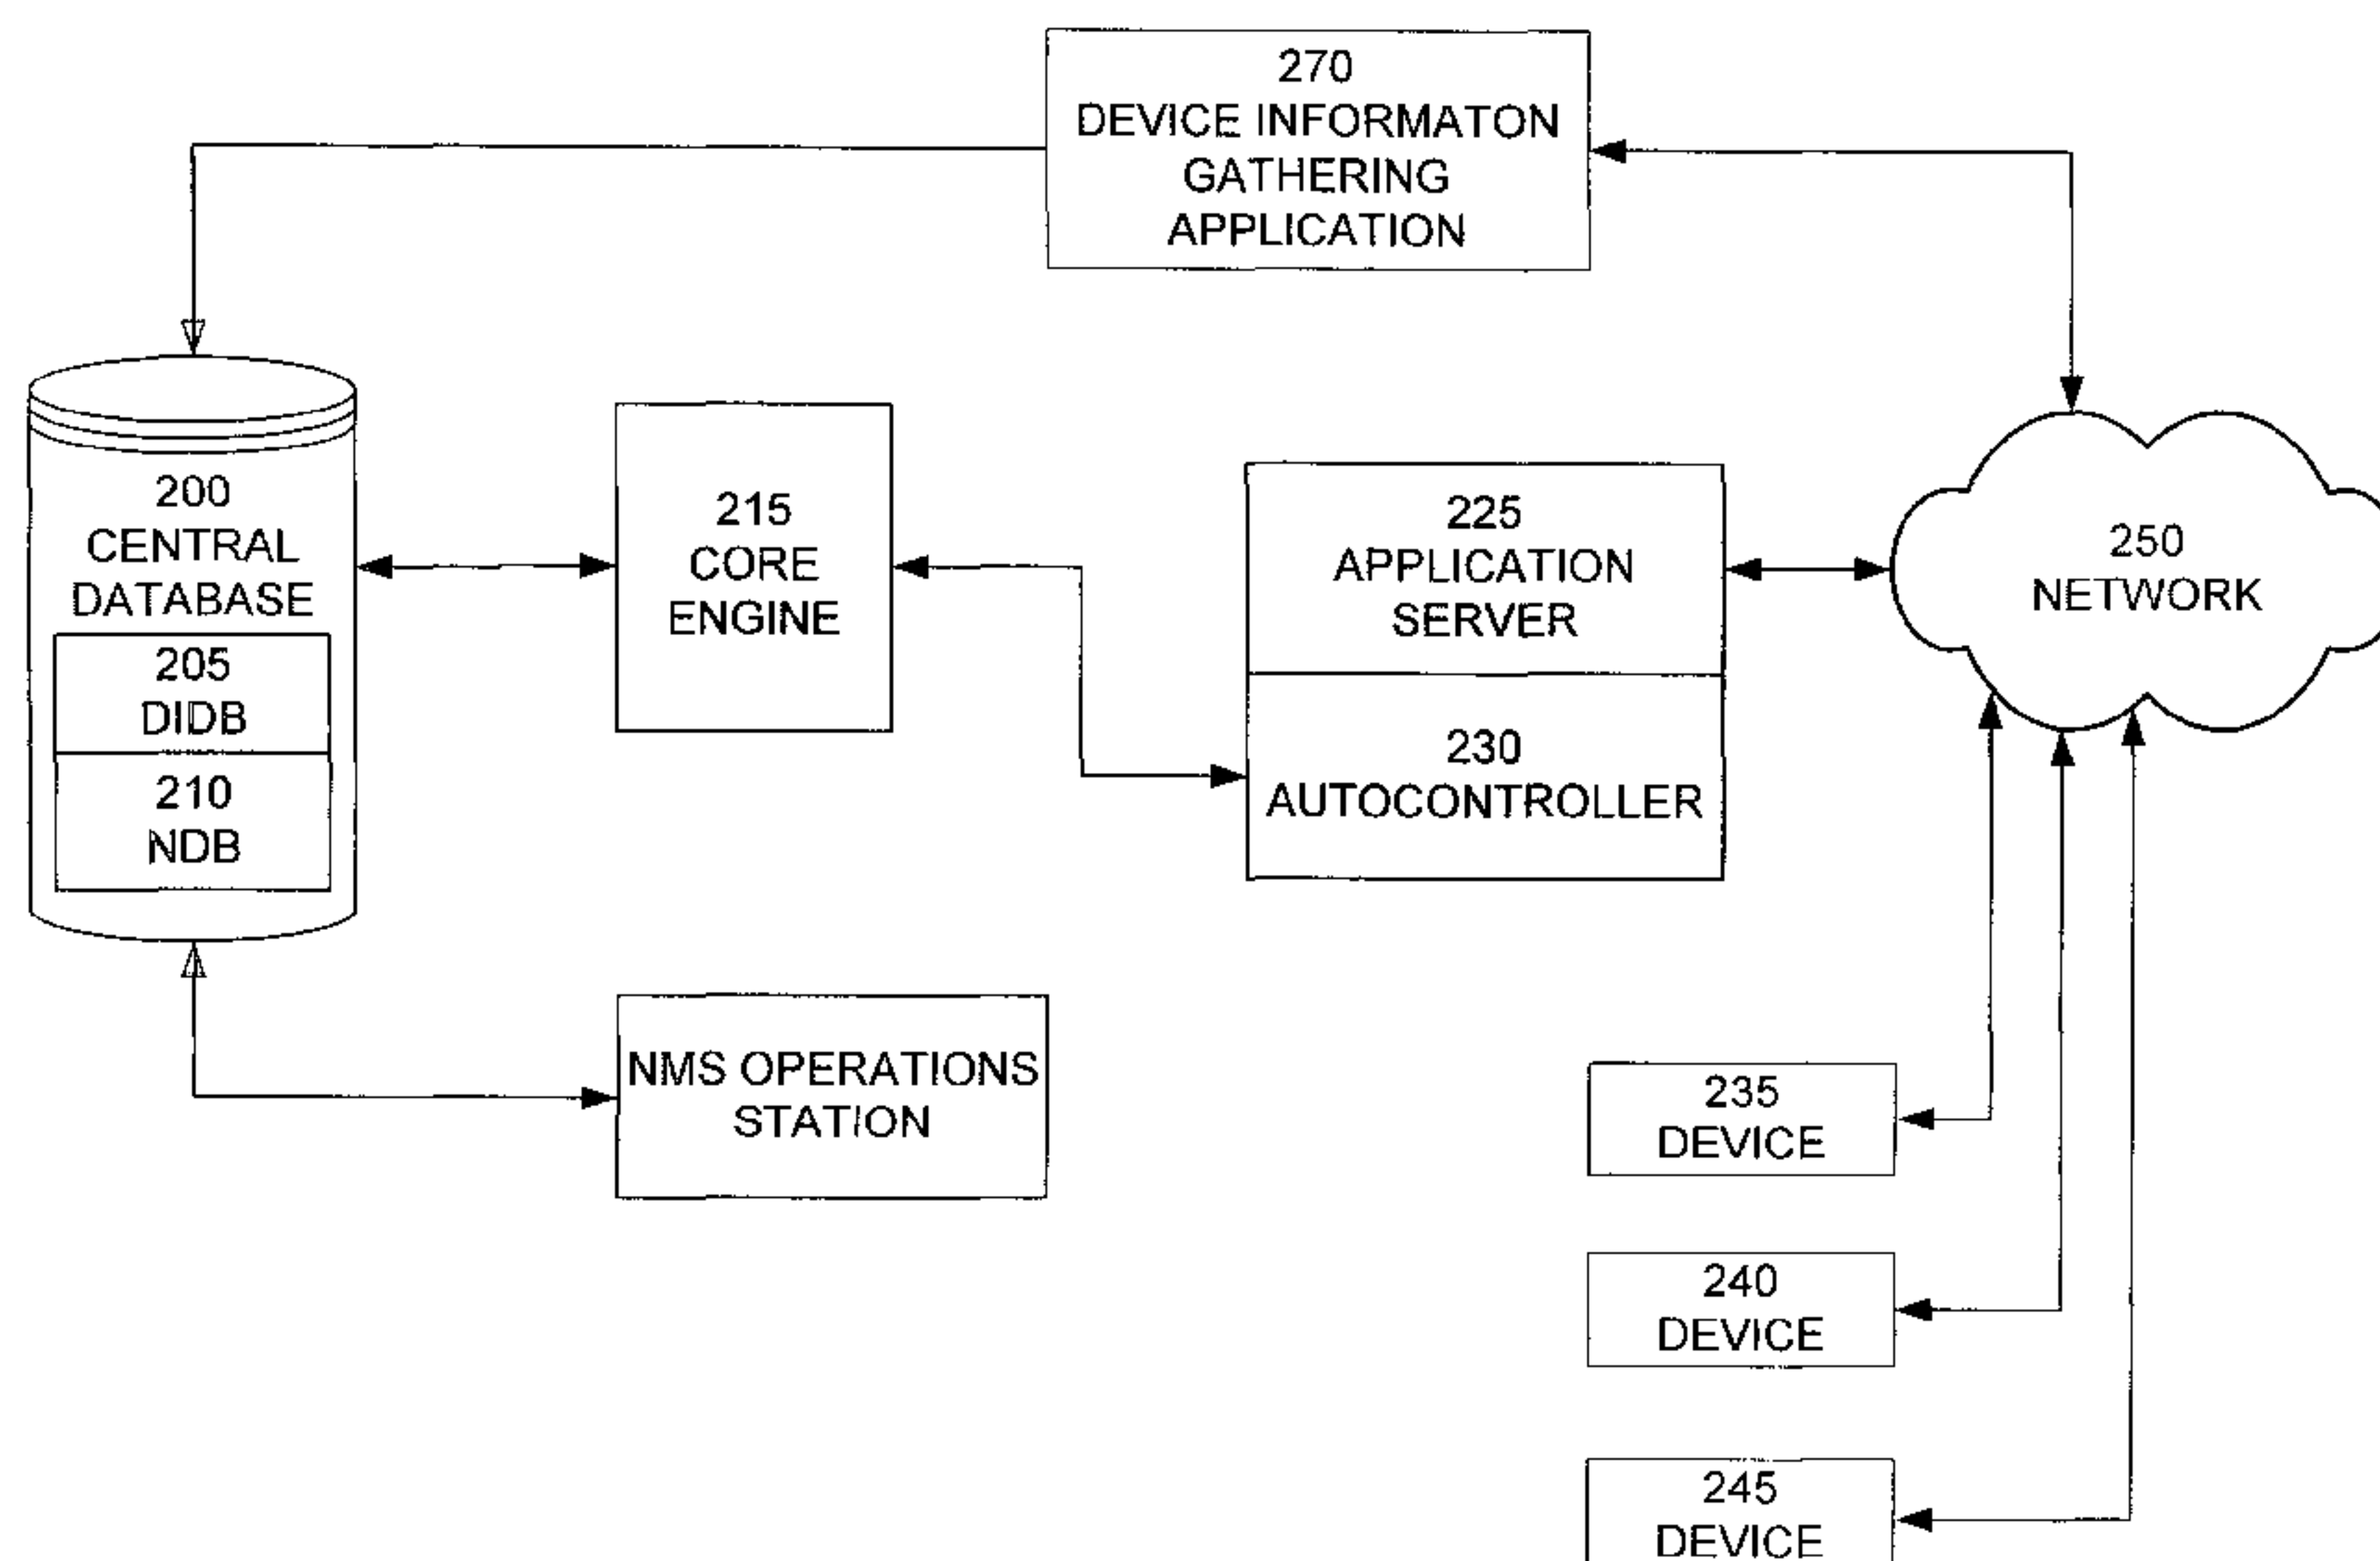 270
DEVICE INFORMATON
GATHERING
APPLICATION
200
CENTRAL
DATABASE
205
DIDB
210
NDB
215
CORE
ENGINE
225
APPLICATION
SERVER
230
AUTOCONTROLLER
250
NETWORK
NMS OPERATIONS
STATION
235
DEVICE
240
DEVICE
245
DEVICE